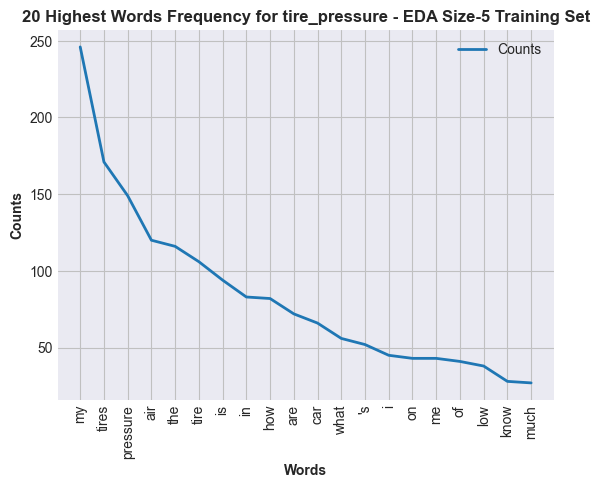 20 Highest Words Frequency for tire_pressure - EDA Size-5 Training Set
Counts
250
200
150
100
50
Counts
my
tires
pressure
air
the
tire
is
in
how
are
car
what
's
i
on
me
of
low
know
much
Words